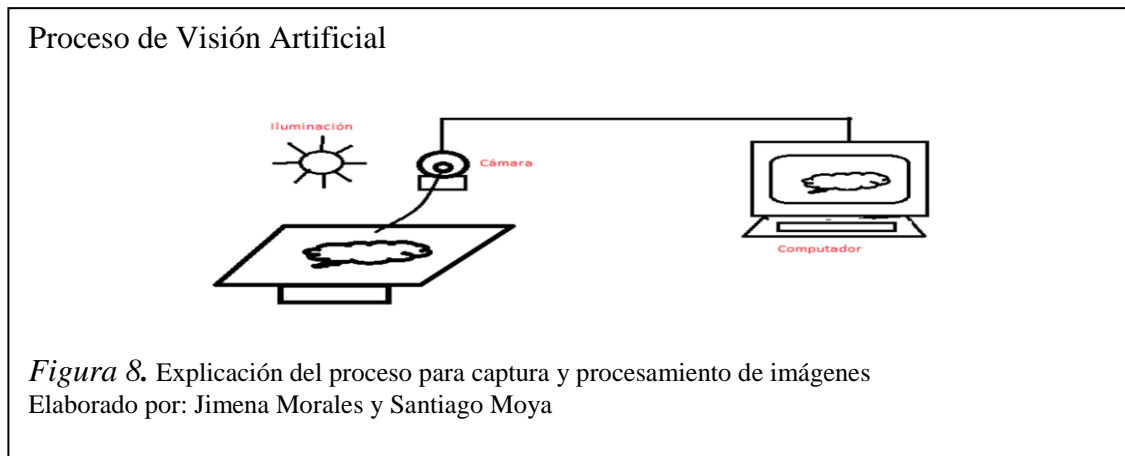 Proceso de Visión Artificial
Iluminación
Cámara
Computador
Figura 8. Explicación del proceso para captura y procesamiento de imágenes
Elaborado por: Jimena Morales y Santiago Moya